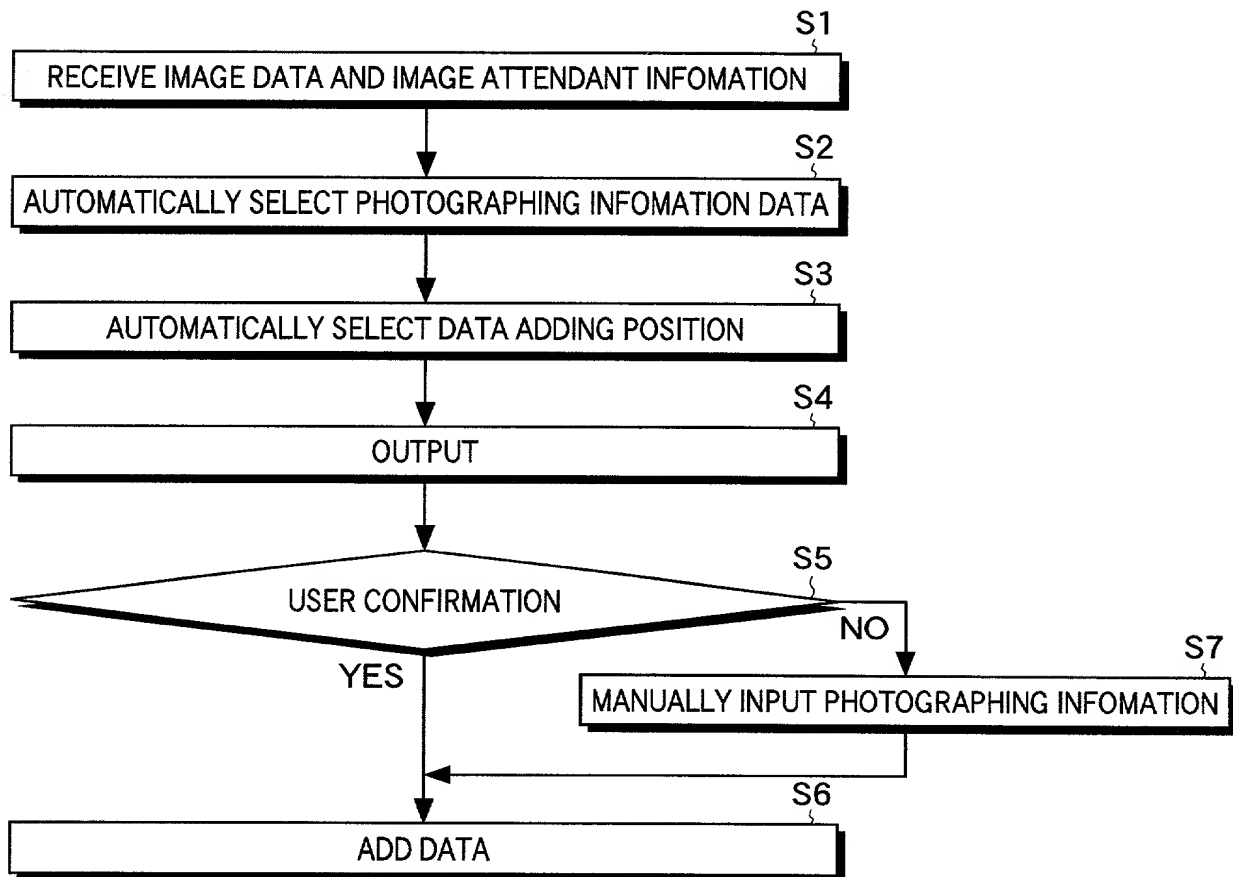 S1
RECEIVE IMAGE DATA AND IMAGE ATTENDANT INFOMATION
S2
AUTOMATICALLY SELECT PHOTOGRAPHING INFOMATION DATA
S3
AUTOMATICALLY SELECT DATA ADDING POSITION
S4
OUTPUT
S5
USER CONFIRMATION
NO
YES
S7
MANUALLY INPUT PHOTOGRAPHING INFOMATION
S6
ADD DATA